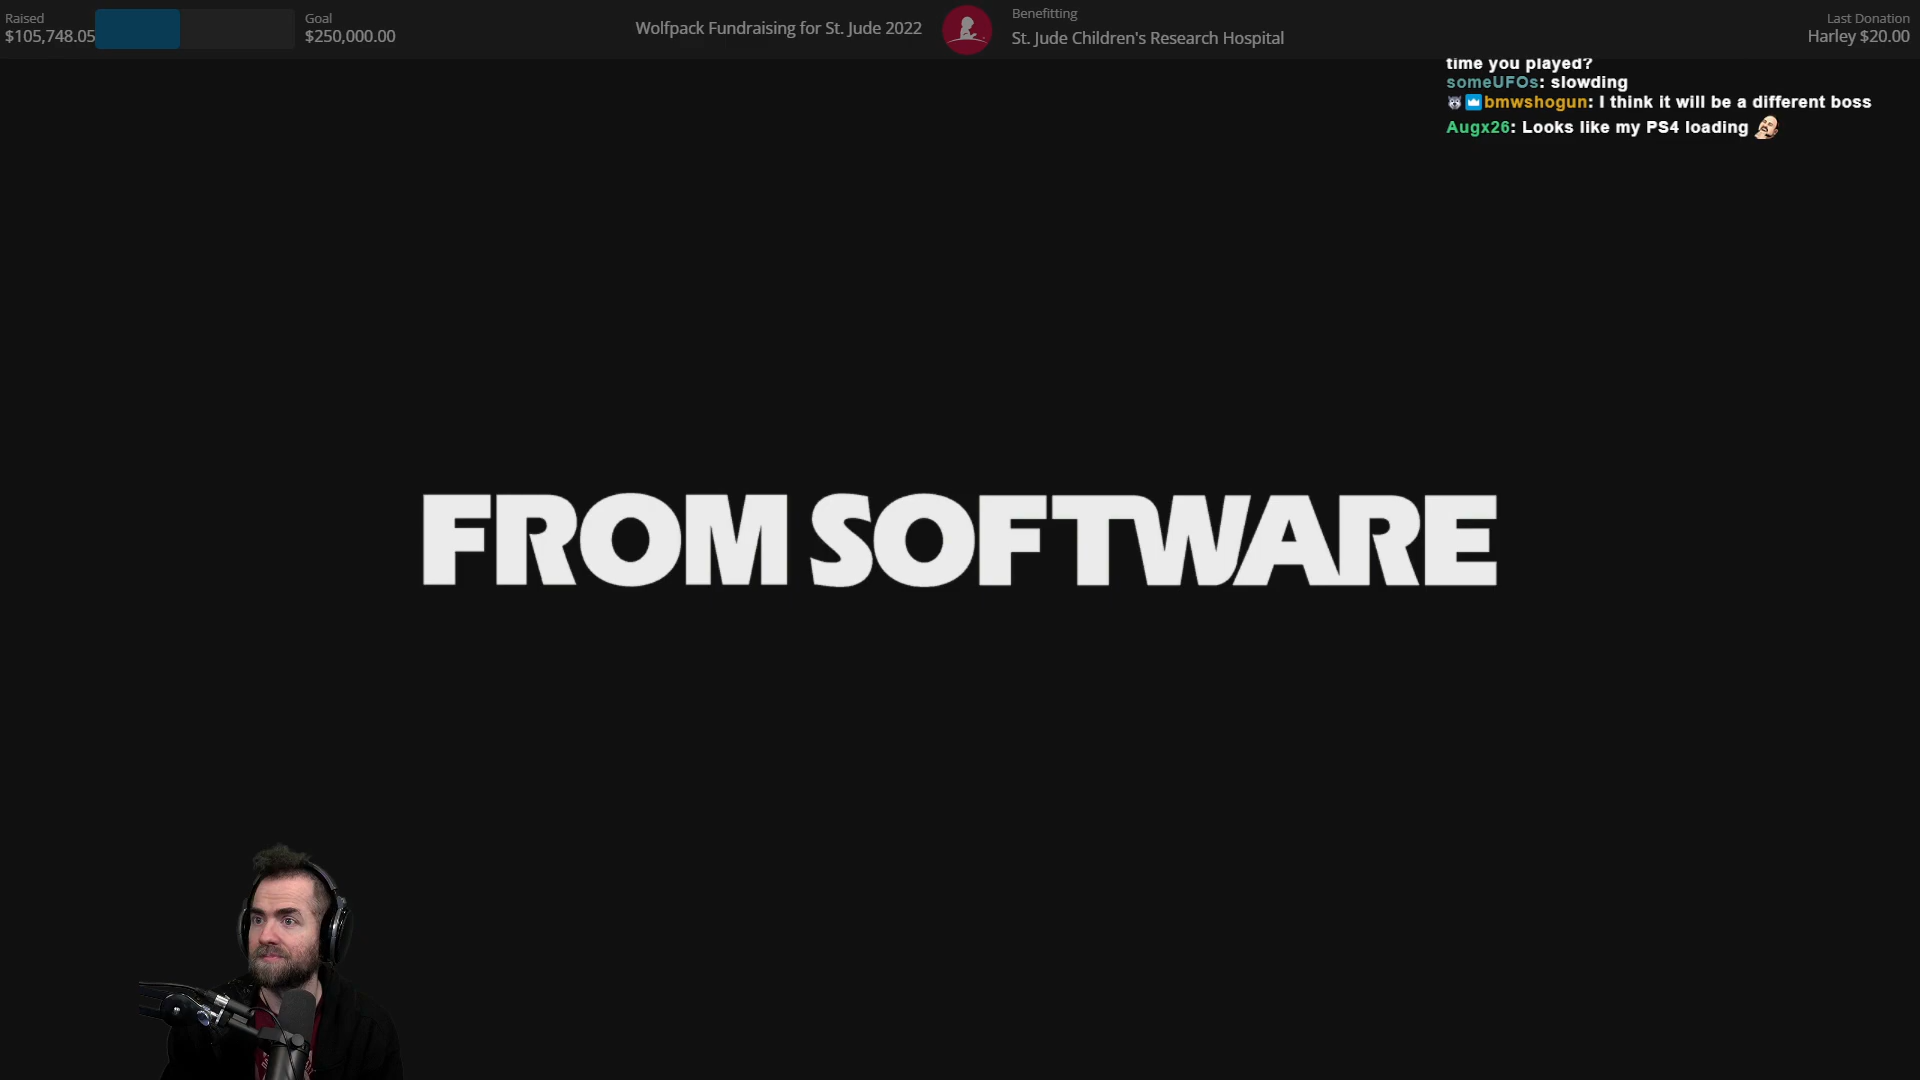 Raised
$105,748.05
Goal
$250,000.00
Wolfpack Fundraising for St. Jude 2022
Benefitting
St. Jude Children's Research Hospital
Last Donation
Harley $20.00
time you played?
someUFOs: slowding
bmwshogun: I think it will be a different boss
Augx26: Looks like my PS4 loading
FROM SOFTWARE